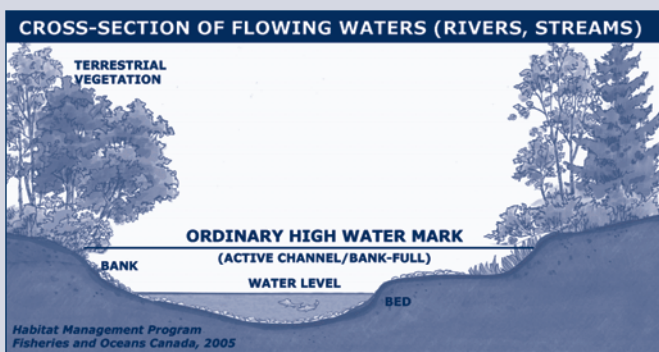 CROSS-SECTION OF FLOWING WATERS (RIVERS, STREAMS)
TERRESTRIAL
VEGETATION
ORDINARY HIGH WATER MARK
(ACTIVE CHANNEL/BANK-FULL)
BANK
WATER LEVEL
BED
Habitat Management Program
Fisheries and Oceans Canada, 2005